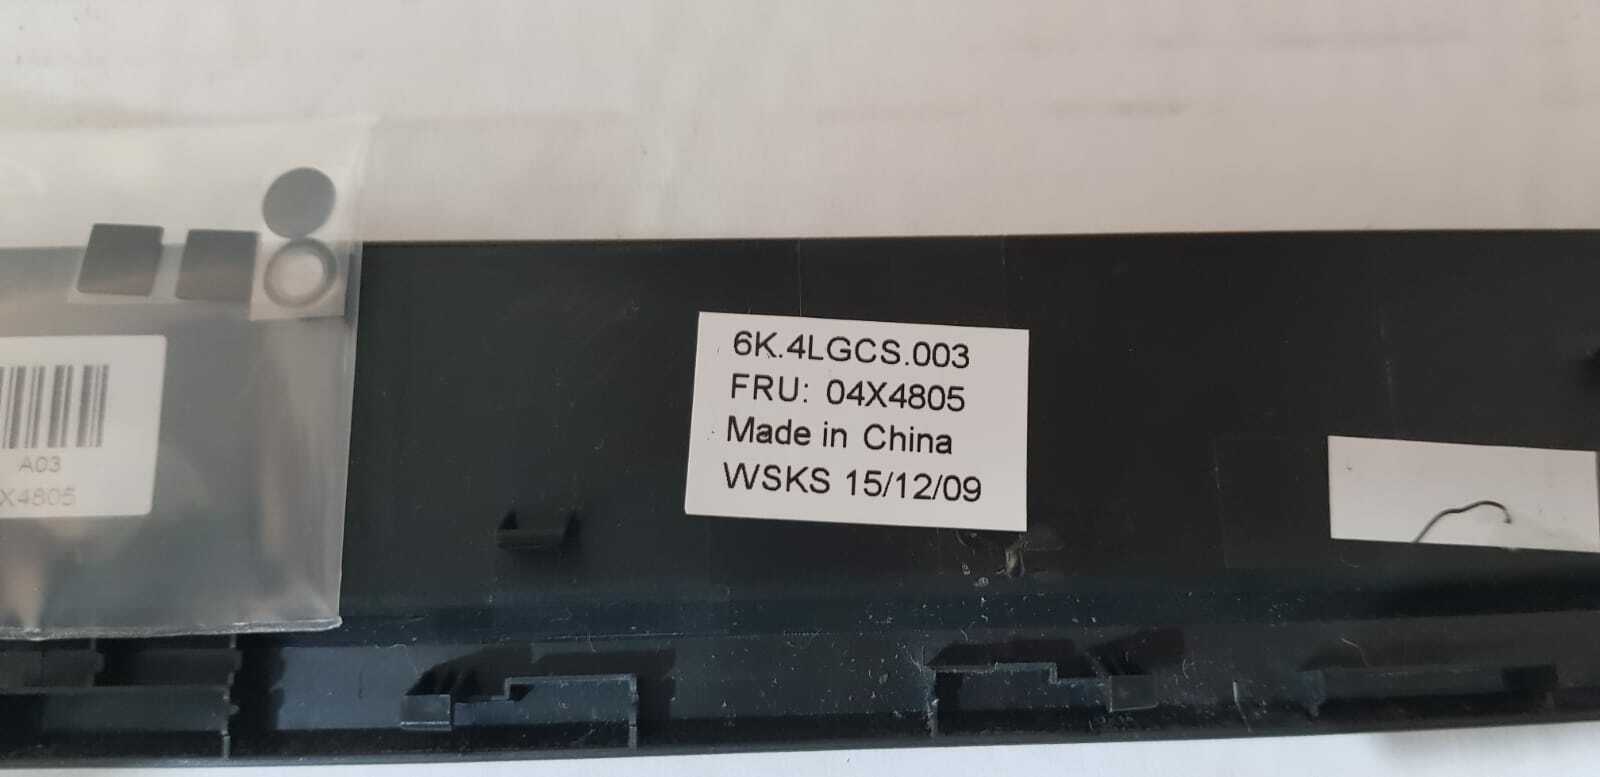 6K.4LGCS.003
FRU: 04X4805
Made in China
WSKS 15/12/09
A03
X4805